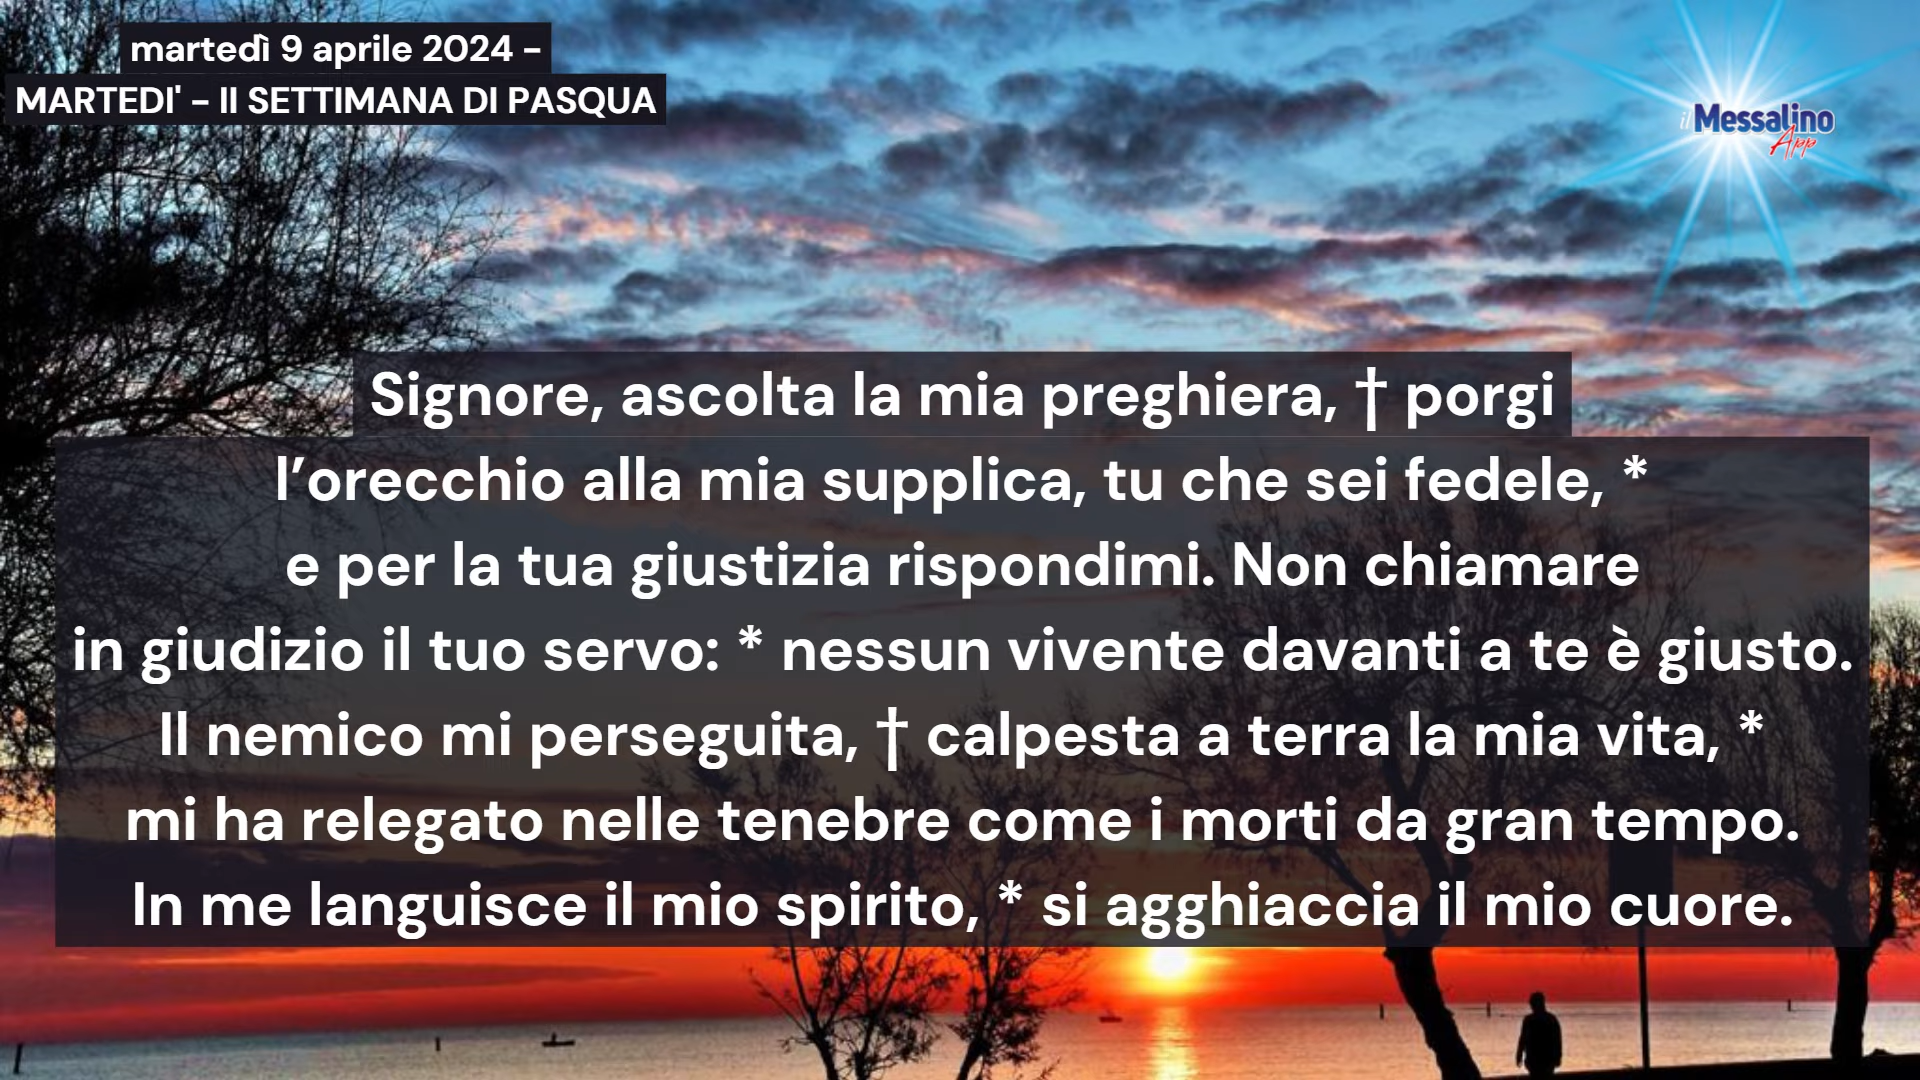 martedì 9 aprile 2024 -
MARTEDI' - II SETTIMANA DI PASQUA
il Messalino
App
Signore, ascolta la mia preghiera, † porgi
l’orecchio alla mia supplica, tu che sei fedele, *
e per la tua giustizia rispondimi. Non chiamare
in giudizio il tuo servo: * nessun vivente davanti a te è giusto.
Il nemico mi perseguita, † calpesta a terra la mia vita, *
mi ha relegato nelle tenebre come i morti da gran tempo.
In me languisce il mio spirito, * si agghiaccia il mio cuore.